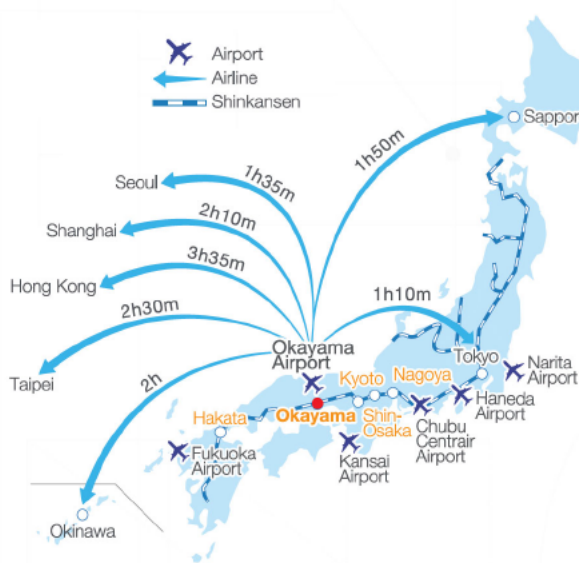 Airport
Airline
Shinkansen
Sappor
1h50m
Seoul
1h35m
Shanghai
2h10m
Hong Kong
3h35m
Taipei
2h30m
1h10m
2h
Okayama
Airport
Tokyo
Narita
Airport
Haneda
Airport
Kyoto
Nagoya
Okayama
Shin-
Osaka
Chubu
Centrair
Airport
Hakata
Fukuoka
Airport
Kansai
Airport
Okinawa